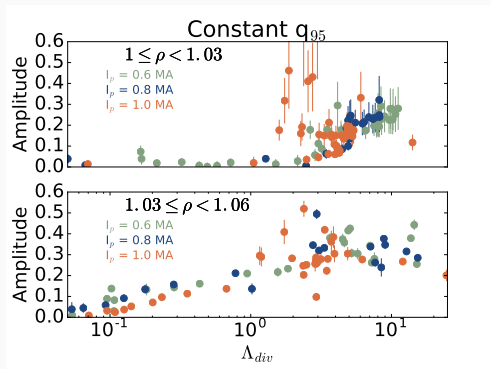 Constant q₉₅
0.6
0.5
0.4
0.3
0.2
0.1
0.0
Amplitude
1 ≤ ρ < 1.03
Iₚ = 0.6 MA
Iₚ = 0.8 MA
Iₚ = 1.0 MA
0.6
0.5
0.4
0.3
0.2
0.1
0.0
Amplitude
1.03 ≤ ρ < 1.06
Iₚ = 0.6 MA
Iₚ = 0.8 MA
Iₚ = 1.0 MA
10⁻¹ 10⁰ 10¹
Λ_div